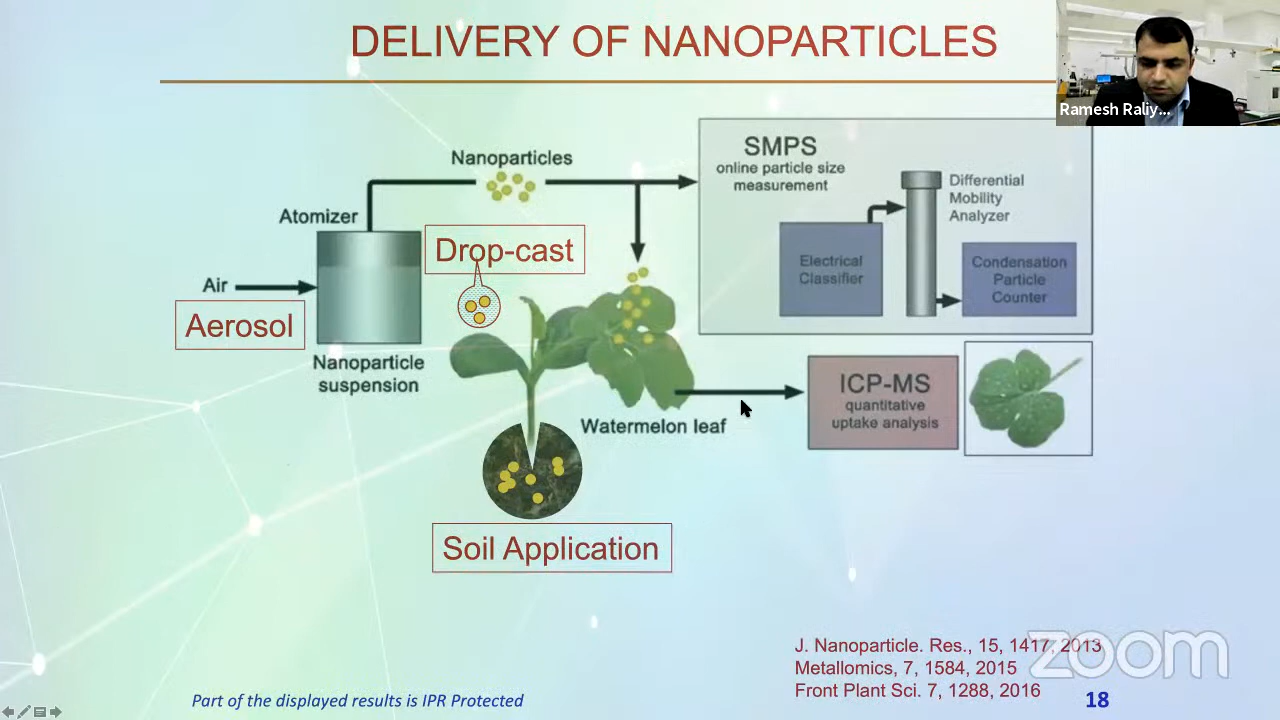 DELIVERY OF NANOPARTICLES
Ramesh Raliy...
SMPS
online particle size
measurement
Nanoparticles
Differential
Mobility
Analyzer
Atomizer
Drop-cast
Electrical
Classifier
Condensation
Particle
Counter
Air
Aerosol
Nanoparticle
suspension
ICP-MS
quantitative
uptake analysis
Watermelon leaf
Soil Application
J. Nanoparticle. Res., 15, 1417, 2013
Metallomics, 7, 1584, 2015
Front Plant Sci. 7, 1288, 2016
zoom
Part of the displayed results is IPR Protected
18